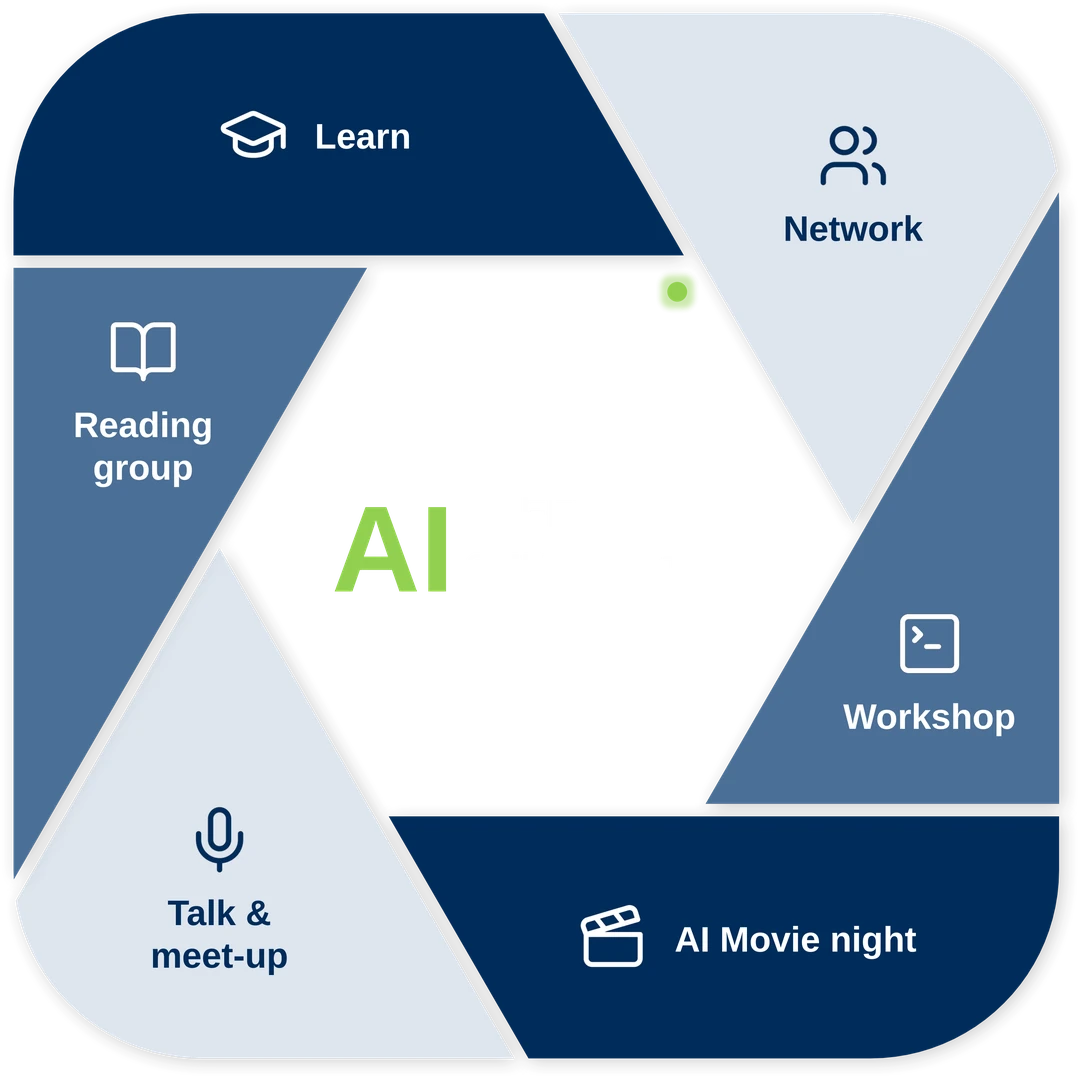 Learn
Network
Reading
group
AI
Workshop
Talk &
meet-up
AI Movie night